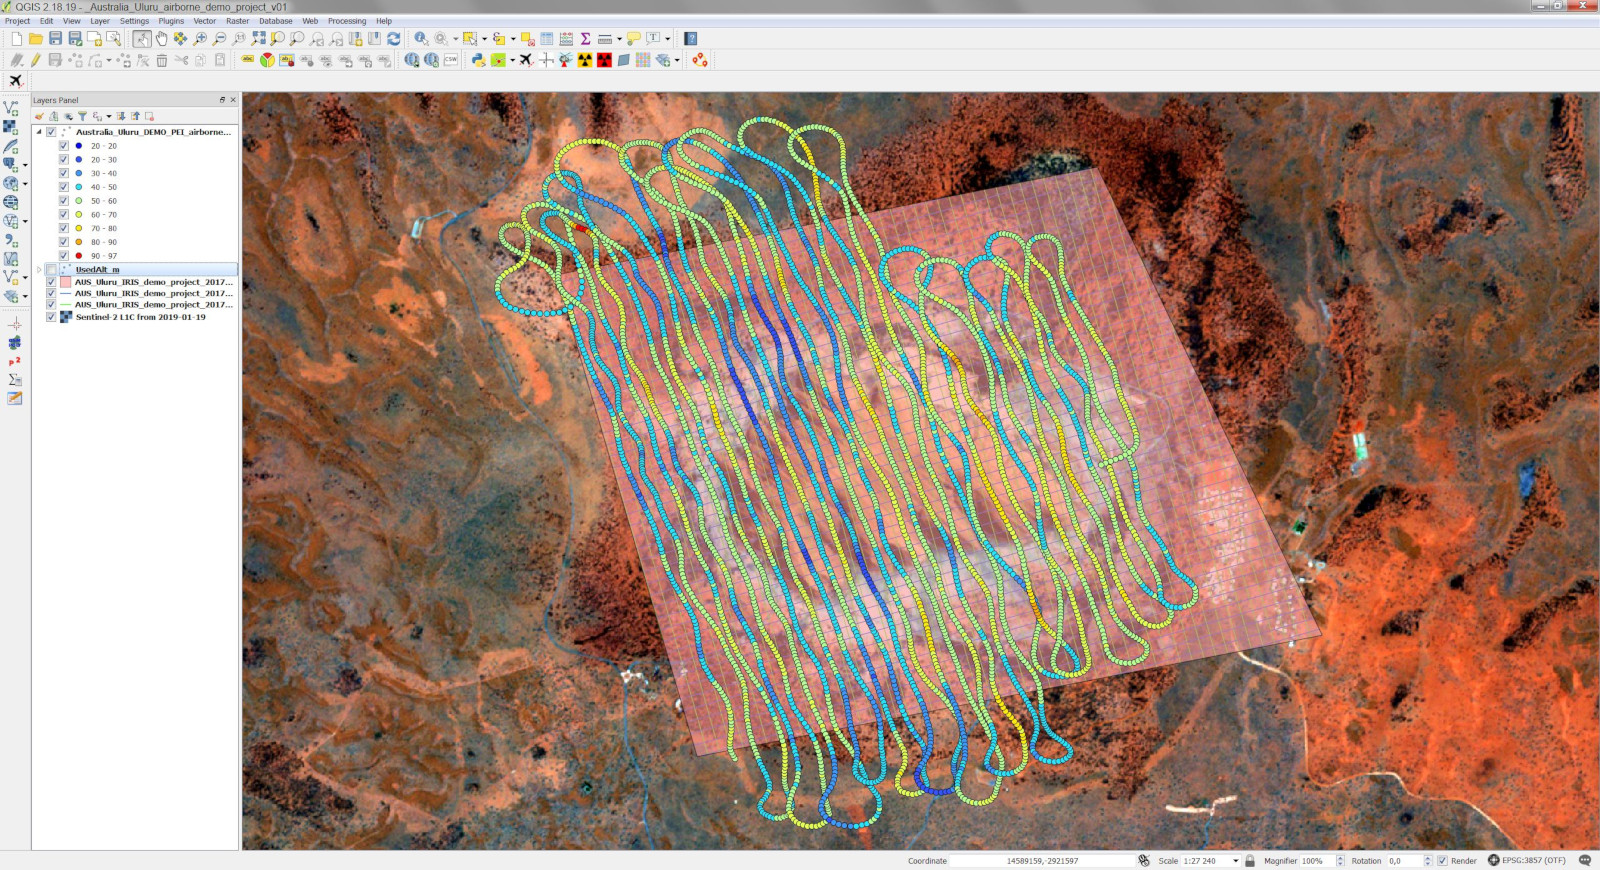 QGIS 2.18.19 - _Australia_Uluru_airborne_demo_project_v01
Project Edit View Layer Settings Plugins Vector Raster Database Web Processing Help
abc
CSW
Layers Panel
Australia_Uluru_DEMO_PEI_airborne...
20 - 20
20 - 30
30 - 40
40 - 50
50 - 60
60 - 70
70 - 80
80 - 90
90 - 97
UsedAlt_m
AUS_Uluru_IRIS_demo_project_2017...
AUS_Uluru_IRIS_demo_project_2017...
AUS_Uluru_IRIS_demo_project_2017...
Sentinel-2 L1C from 2019-01-19
Coordinate 14589159,-2921597 Scale 1:27 240 Magnifier 100% Rotation 0,0 Render EPSG:3857 (OTF)